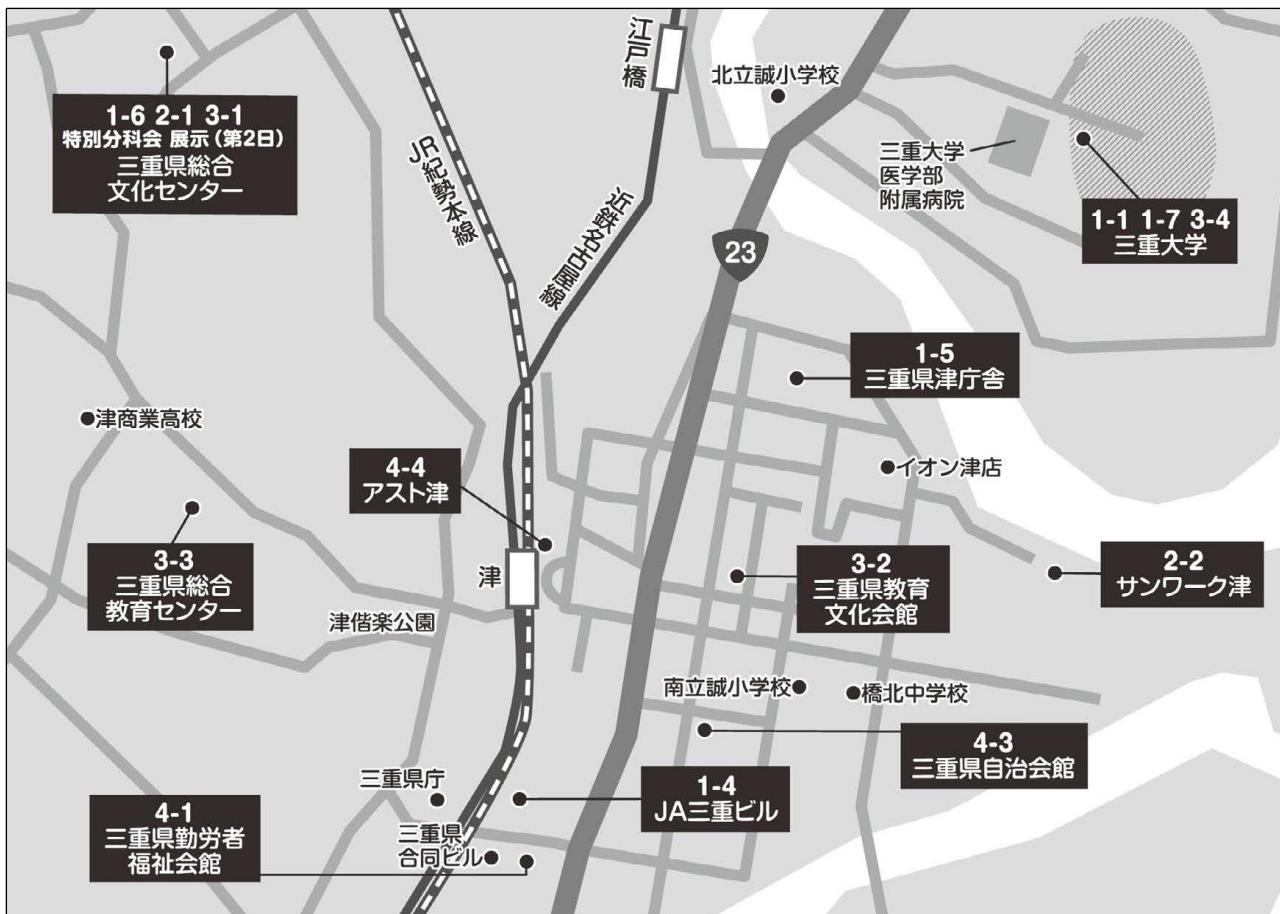 江戸橋
北立誠小学校
1-6 2-1 3-1
特別分科会 展示(第2日)
三重県総合
文化センター
JR紀勢本線
近鉄名古屋線
三重大学
医学部
附属病院
1-1 1-7 3-4
三重大学
23
1-5
三重県津庁舎
津商業高校
4-4
アスト津
イオン津店
3-3
三重県総合
教育センター
津
3-2
三重県教育
文化会館
2-2
サンワーク津
津偕楽公園
南立誠小学校
橋北中学校
4-3
三重県自治会館
三重県庁
1-4
JA三重ビル
4-1
三重県勤労者
福祉会館
三重県
合同ビル